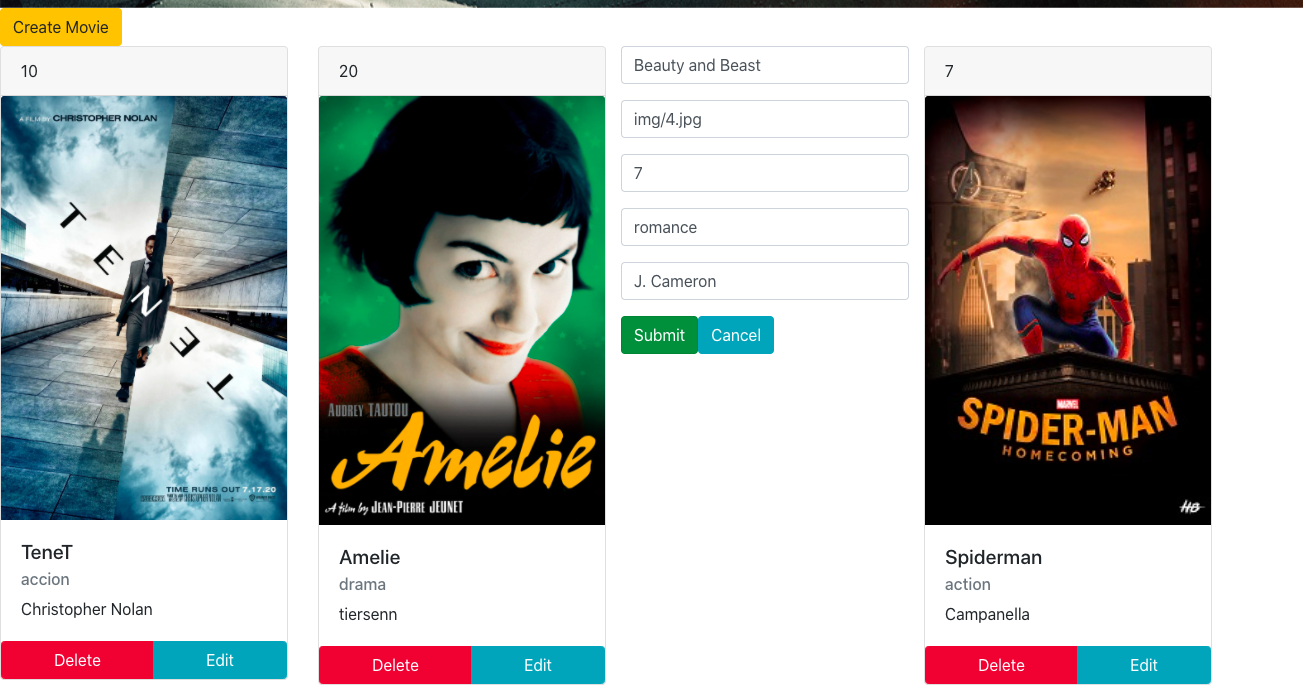 Create Movie
10
A FILM BY CHRISTOPHER NOLAN
TENET
TIME RUNS OUT 7.17.20
TeneT
accion
Christopher Nolan
Delete Edit
20
AUDREY TAUTOU
Amelie
A film by JEAN-PIERRE JEUNET
Amelie
drama
tiersenn
Delete Edit
Beauty and Beast
img/4.jpg
7
romance
J. Cameron
Submit Cancel
7
MARVEL
SPIDER-MAN
HOMECOMING
HB
Spiderman
action
Campanella
Delete Edit